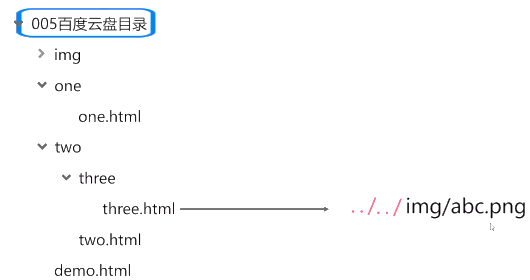 005百度云盘目录
img
one
one.html
two
three
three.html ../../img/abc.png
two.html
demo.html